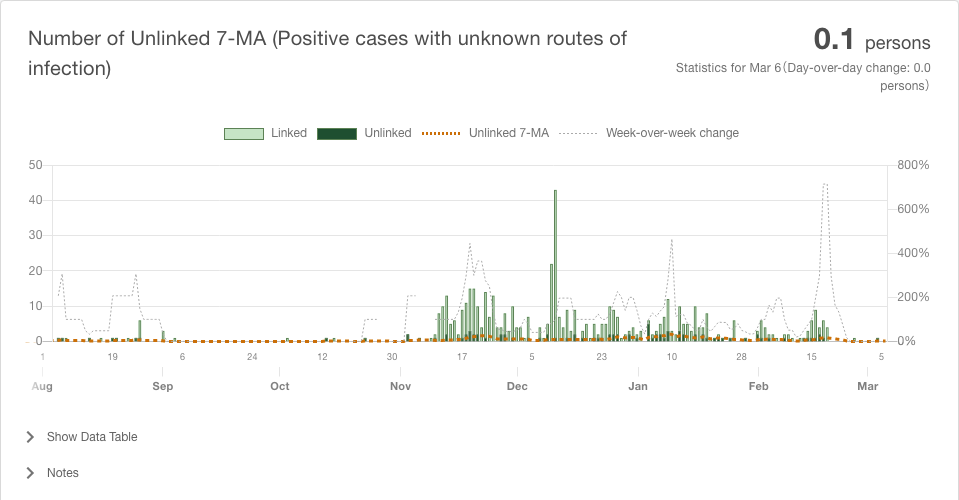 Number of Unlinked 7-MA (Positive cases with unknown routes of
infection)
0.1 persons
Statistics for Mar 6(Day-over-day change: 0.0
persons)
Linked Unlinked Unlinked 7-MA Week-over-week change
50 800%
40 600%
30 400%
20 200%
10 0%
0
1 19 6 24 12 30 17 5 23 10 28 15 5
Aug Sep Oct Nov Dec Jan Feb Mar
Show Data Table
Notes